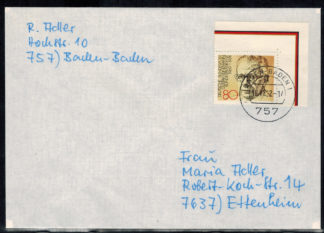 R. Adler
Hochstr. 10
757) Baden-Baden
80
757
Frau
Maria Adler
Robert-Koch-Str. 14
7637) Ettenheim